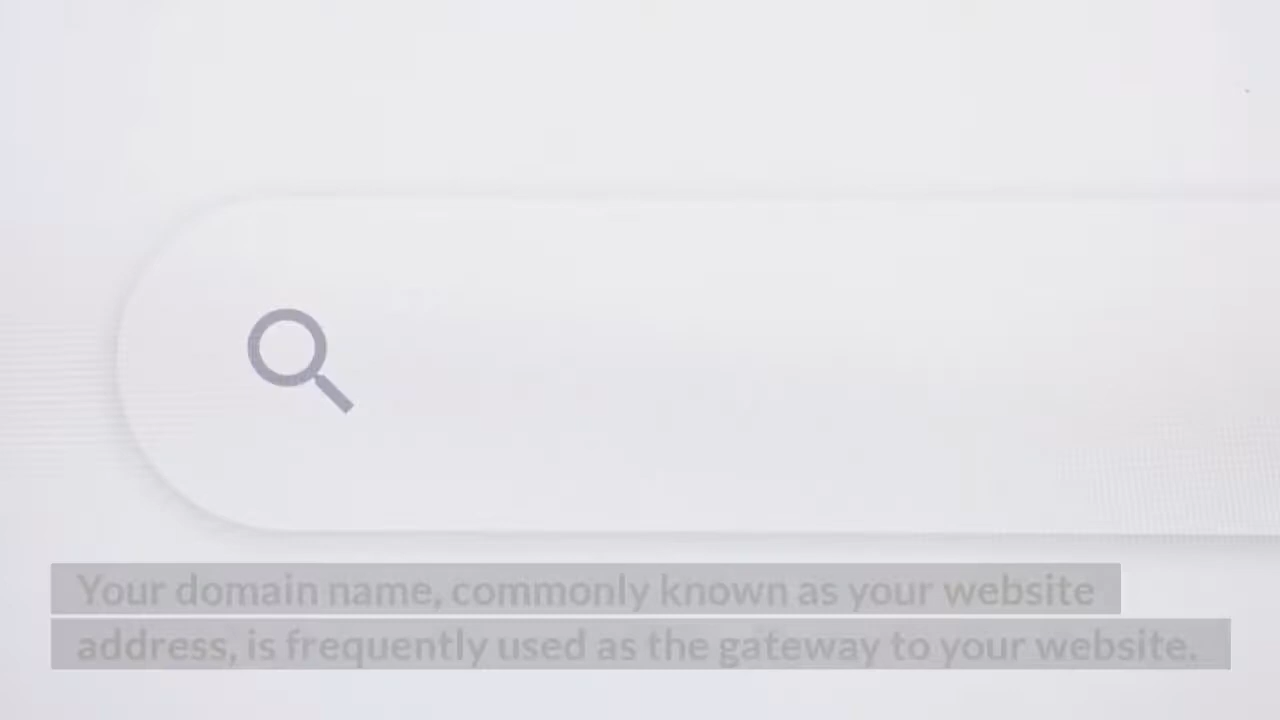 Your domain name, commonly known as your website
address, is frequently used as the gateway to your website.